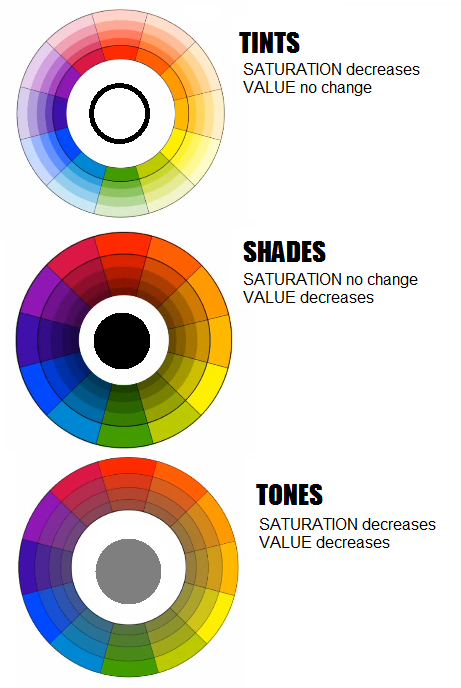 TINTS
SATURATION decreases
VALUE no change
SHADES
SATURATION no change
VALUE decreases
TONES
SATURATION decreases
VALUE decreases